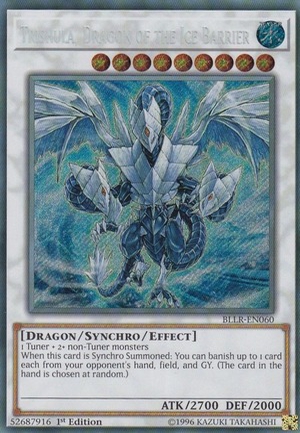 Trishula, Dragon of the Ice Barrier
BLLR-EN060
[Dragon/Synchro/Effect]
1 Tuner + 2+ non-Tuner monsters
When this card is Synchro Summoned: You can banish up to 1 card
each from your opponent's hand, field, and GY. (The card in the
hand is chosen at random.)
ATK/2700 DEF/2000
52687916 1st Edition ©1996 KAZUKI TAKAHASHI